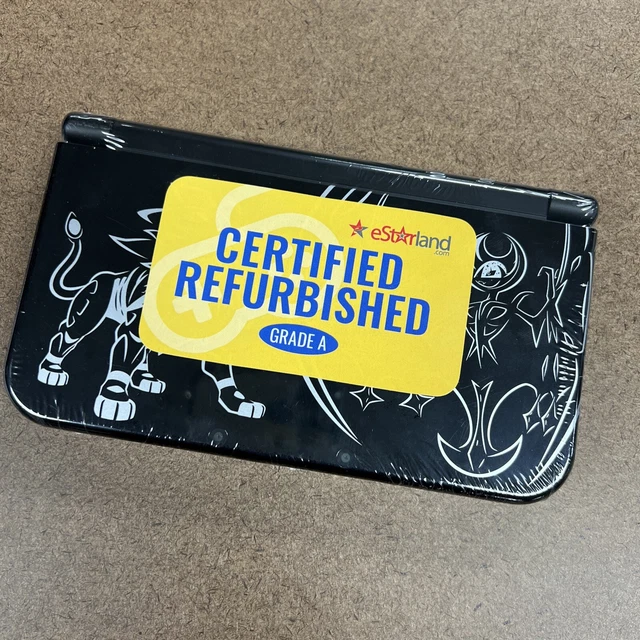 eStarland
.com
CERTIFIED
REFURBISHED
GRADE A